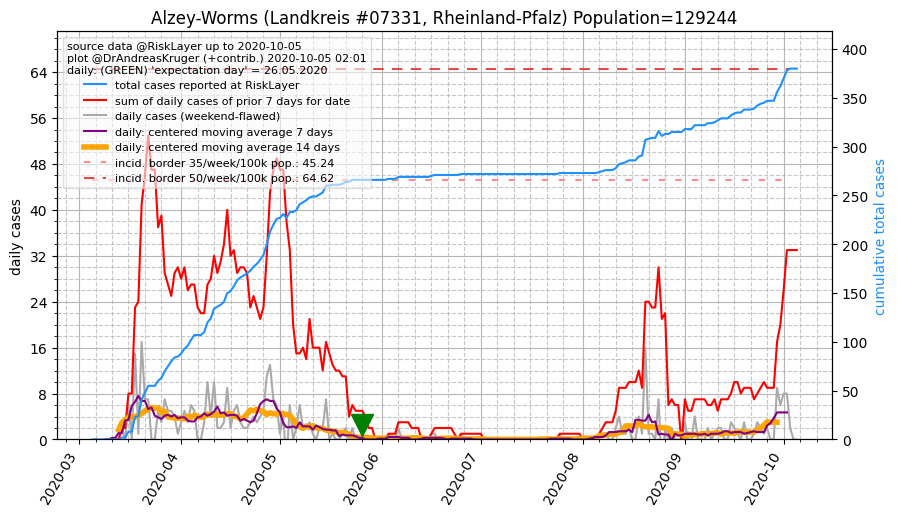 Alzey-Worms (Landkreis #07331, Rheinland-Pfalz) Population=129244
source data @RiskLayer up to 2020-10-05
plot @DrAndreasKruger (+contrib.) 2020-10-05 02:01
daily: (GREEN) 'expectation day' = 26.05.2020
total cases reported at RiskLayer
sum of daily cases of prior 7 days for date
daily cases (weekend-flawed)
daily: centered moving average 7 days
daily: centered moving average 14 days
incid. border 35/week/100k pop.: 45.24
incid. border 50/week/100k pop.: 64.62
daily cases
64
56
48
40
32
24
16
8
0
400
350
300
250
200
150
100
50
0
cumulative total cases
2020-03
2020-04
2020-05
2020-06
2020-07
2020-08
2020-09
2020-10